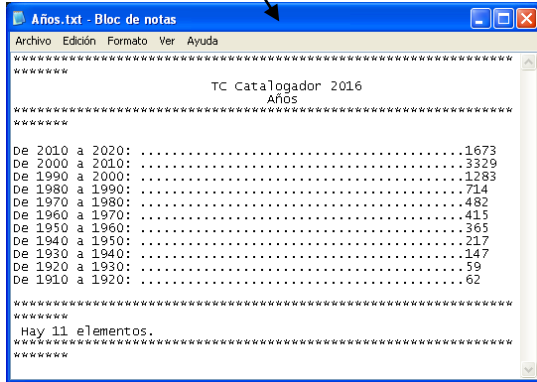 Años.txt - Bloc de notas
Archivo Edición Formato Ver Ayuda
****************************************************************
*******
TC Catalogador 2016
Años
****************************************************************
*******
De 2010 a 2020: ..........................................1673
De 2000 a 2010: ..........................................3329
De 1990 a 2000: ..........................................1283
De 1980 a 1990: ..........................................714
De 1970 a 1980: ..........................................482
De 1960 a 1970: ..........................................415
De 1950 a 1960: ..........................................365
De 1940 a 1950: ..........................................217
De 1930 a 1940: ..........................................147
De 1920 a 1930: ..........................................59
De 1910 a 1920: ..........................................62
****************************************************************
*******
Hay 11 elementos.
****************************************************************
*******